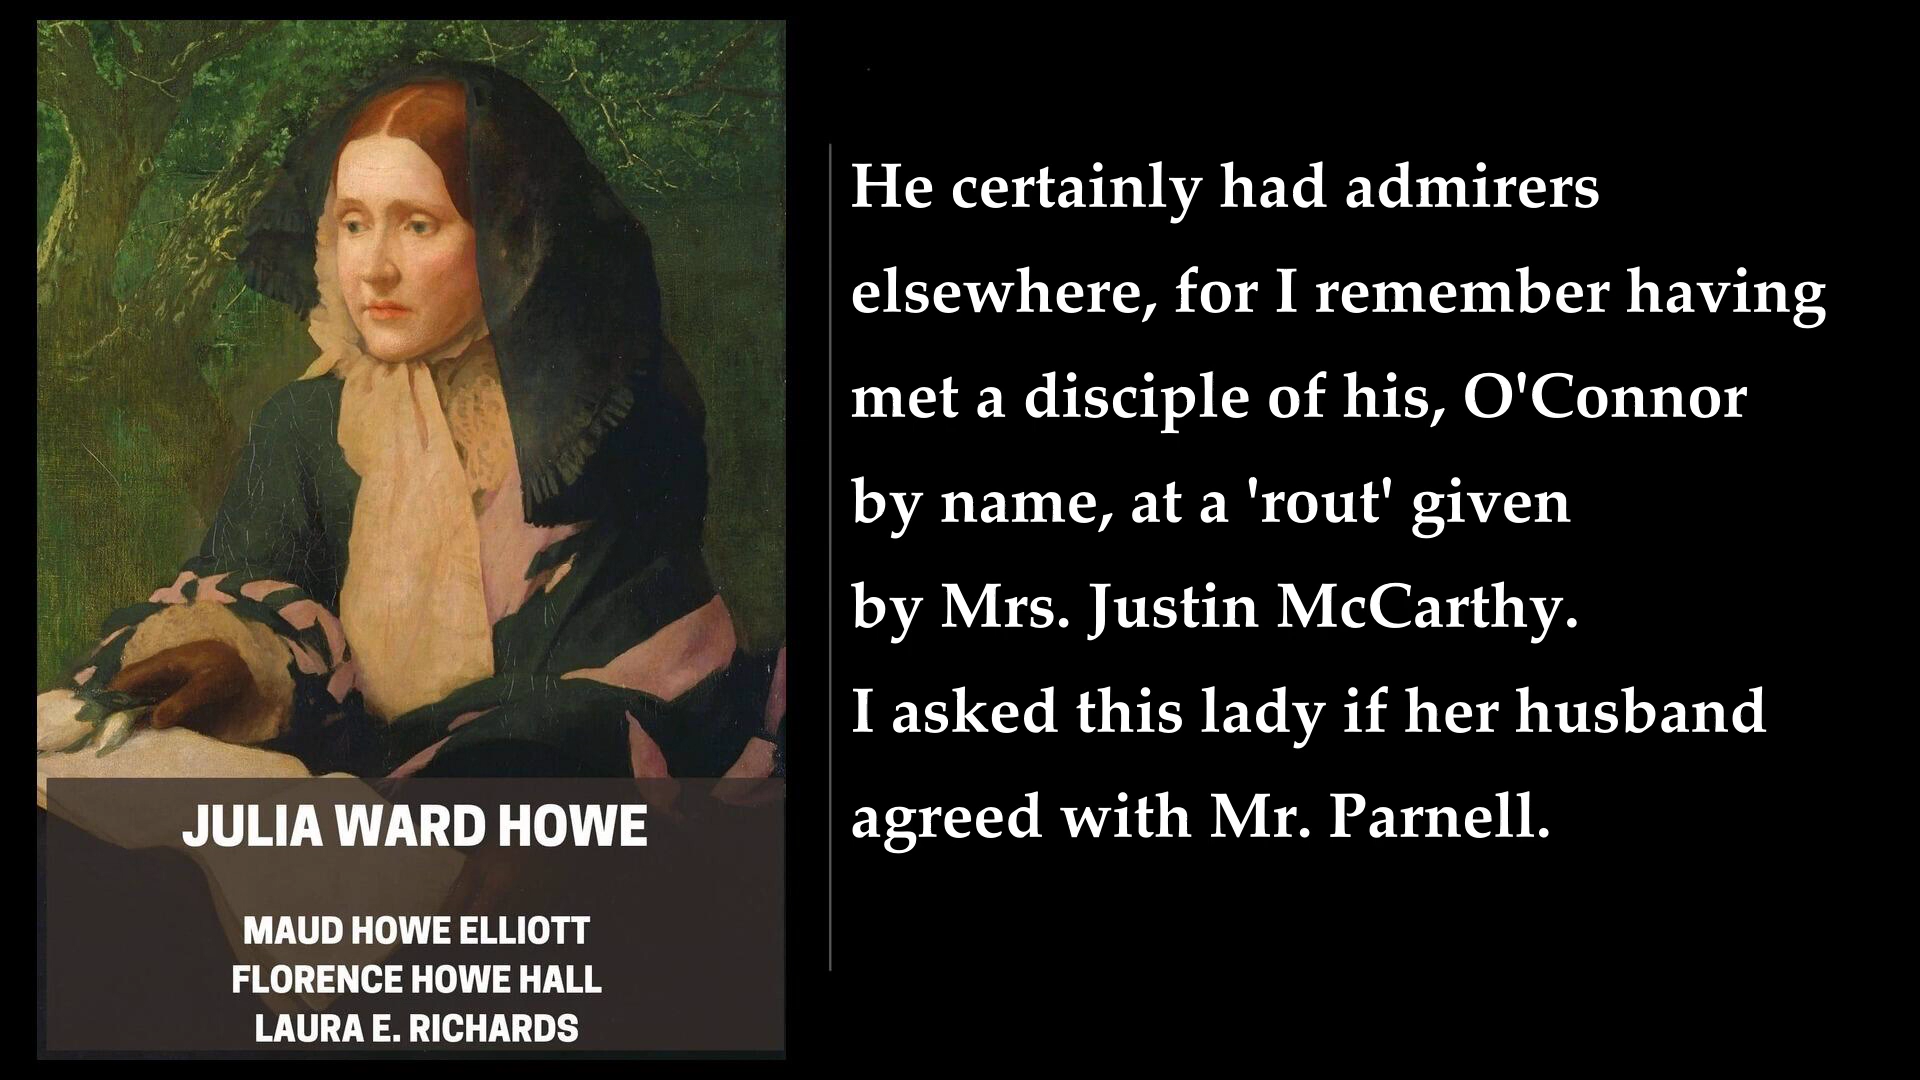 JULIA WARD HOWE
MAUD HOWE ELLIOTT
FLORENCE HOWE HALL
LAURA E. RICHARDS
He certainly had admirers
elsewhere, for I remember having
met a disciple of his, O'Connor
by name, at a 'rout' given
by Mrs. Justin McCarthy.
I asked this lady if her husband
agreed with Mr. Parnell.